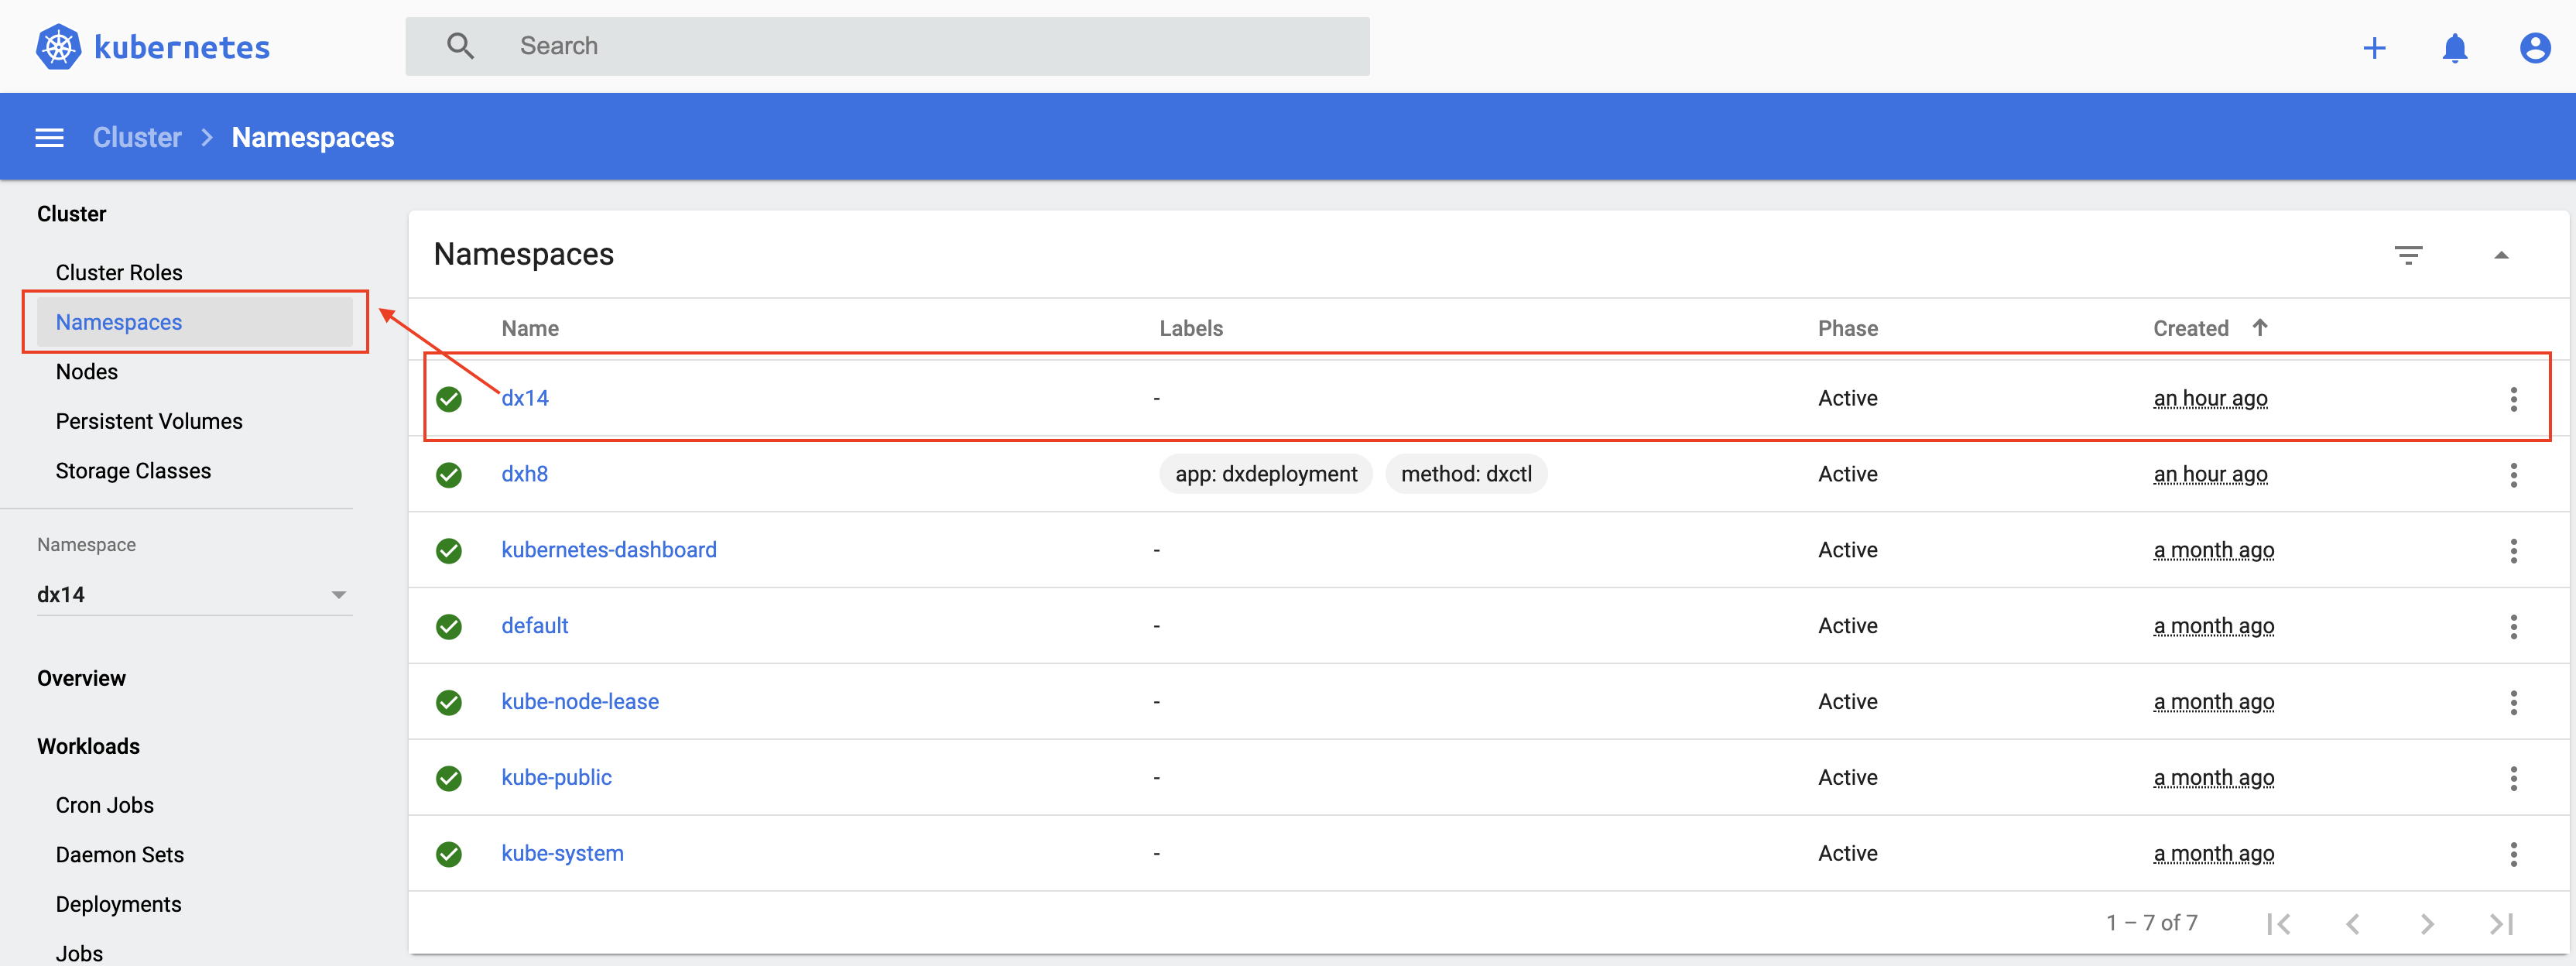 kubernetes
Search
Cluster > Namespaces
Cluster
Cluster Roles
Namespaces
Nodes
Persistent Volumes
Storage Classes
Namespace
dx14
Overview
Workloads
Cron Jobs
Daemon Sets
Deployments
Jobs
Namespaces
Name Labels Phase Created
dx14 - Active an hour ago
dxh8 app: dxdeployment method: dxctl Active an hour ago
kubernetes-dashboard - Active a month ago
default - Active a month ago
kube-node-lease - Active a month ago
kube-public - Active a month ago
kube-system - Active a month ago
1 – 7 of 7